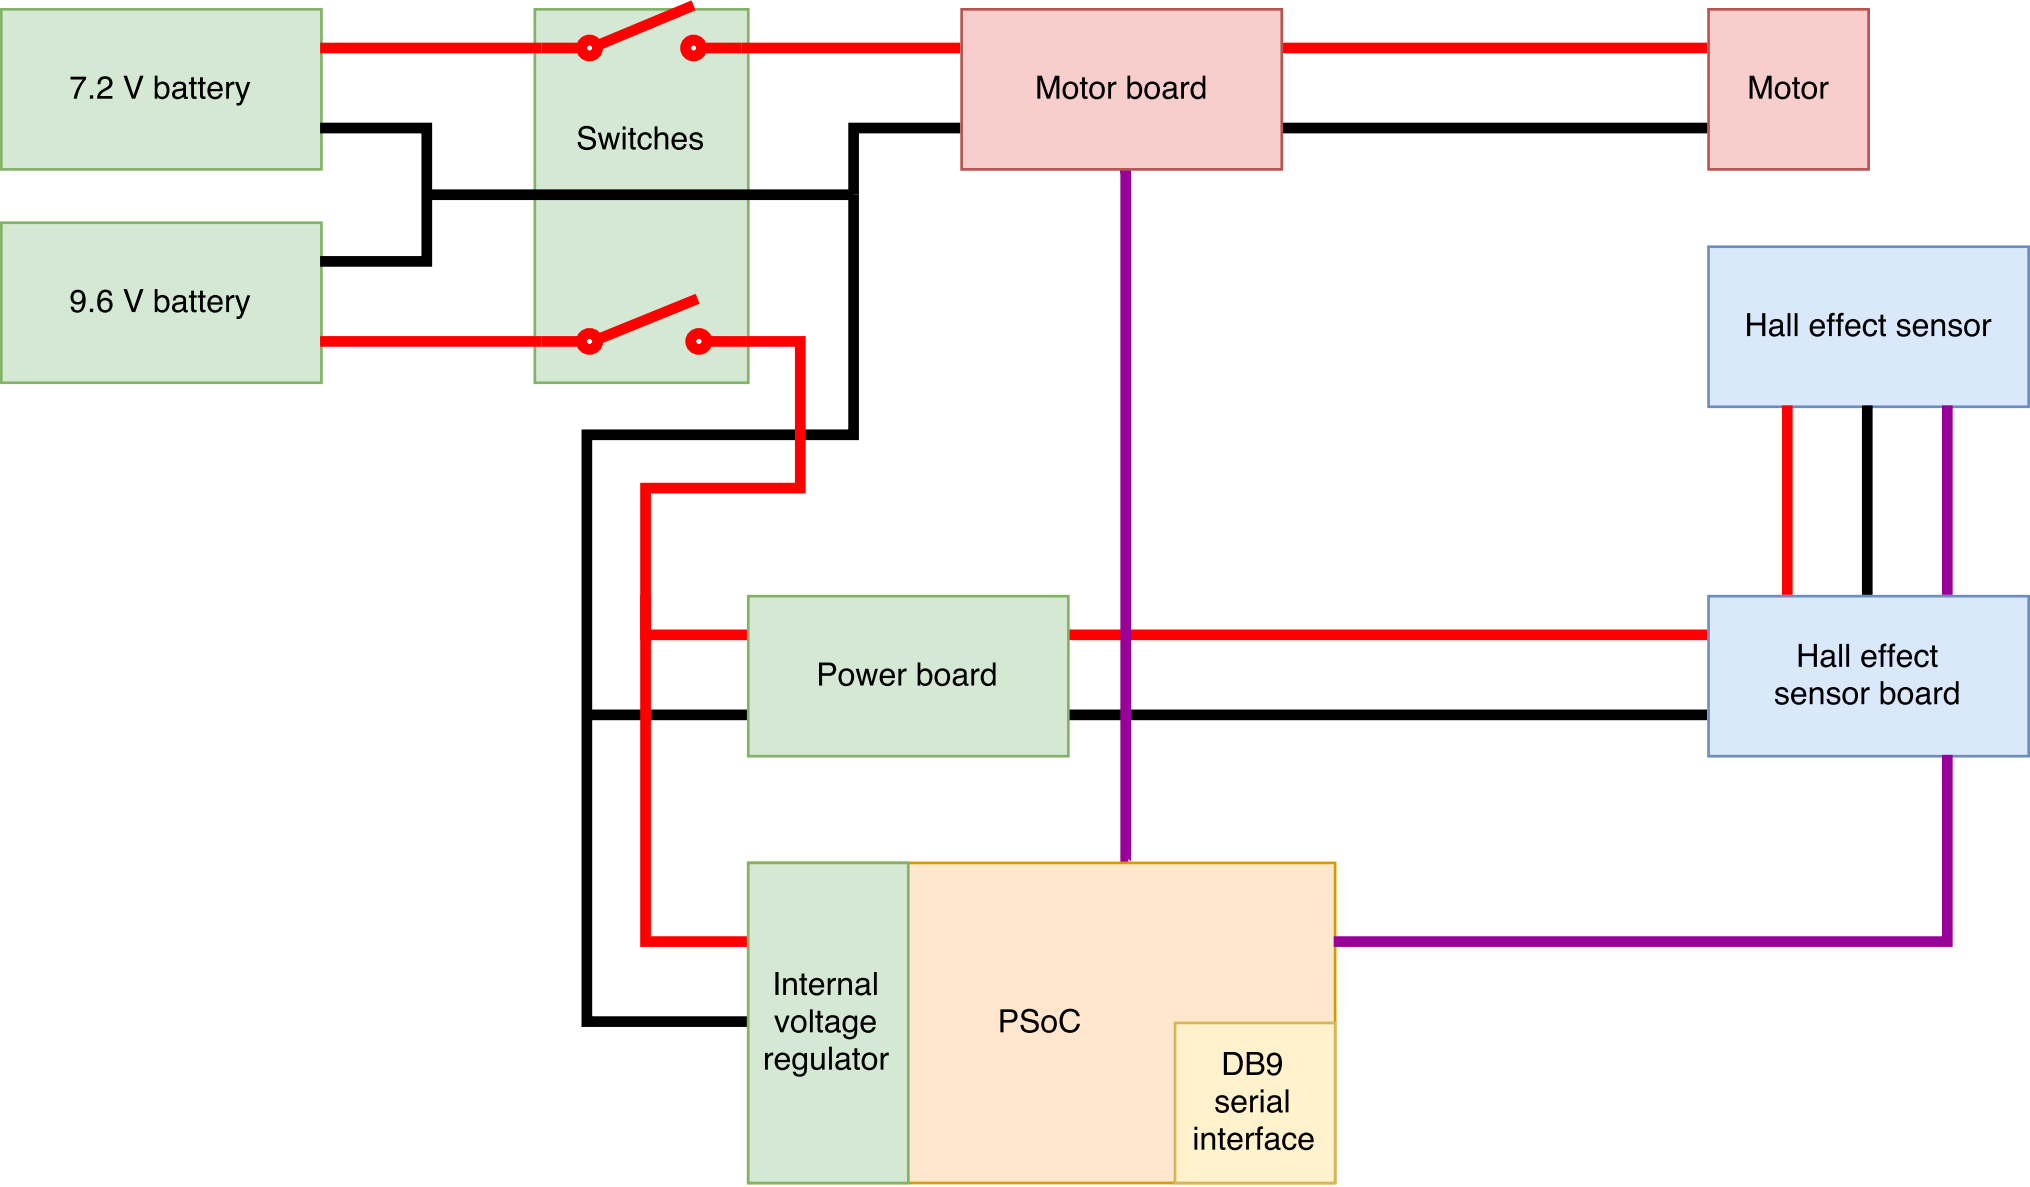 7.2 V battery
Switches
Motor board
Motor
9.6 V battery
Hall effect sensor
Power board
Hall effect
sensor board
Internal
voltage
regulator
PSoC
DB9
serial
interface